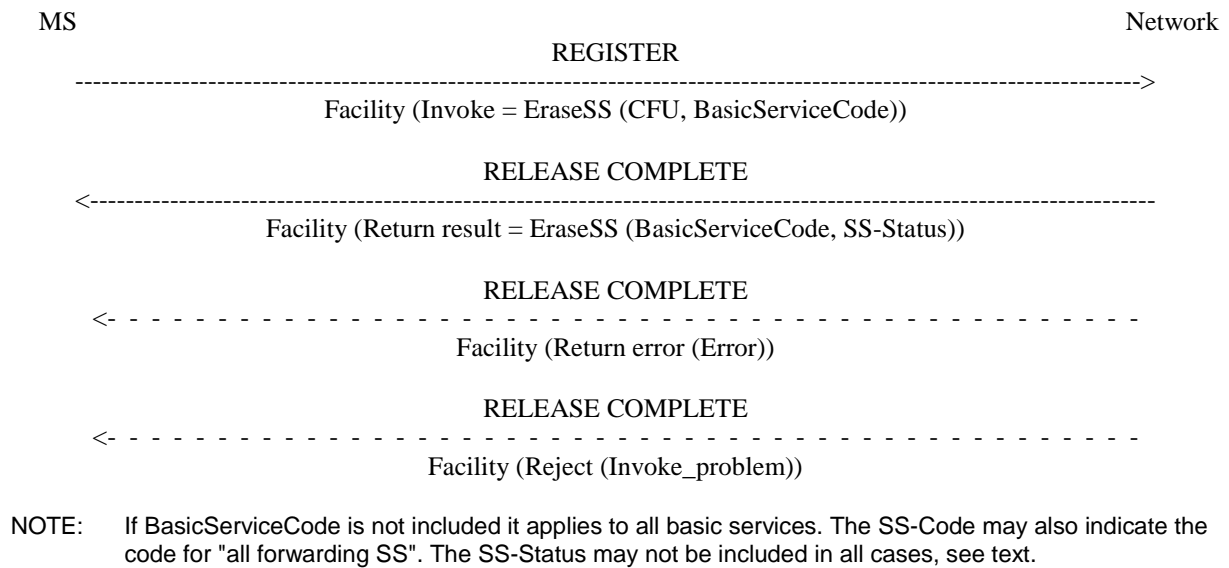 MS Network
REGISTER
------------------------------------------------------------------------------------------------------------------------>
Facility (Invoke = EraseSS (CFU, BasicServiceCode))
RELEASE COMPLETE
<------------------------------------------------------------------------------------------------------------------------
Facility (Return result = EraseSS (BasicServiceCode, SS-Status))
RELEASE COMPLETE
<- - - - - - - - - - - - - - - - - - - - - - - - - - - - - - - - - - - - - - - - - - - - - - - -
Facility (Return error (Error))
RELEASE COMPLETE
<- - - - - - - - - - - - - - - - - - - - - - - - - - - - - - - - - - - - - - - - - - - - - - - -
Facility (Reject (Invoke_problem))
NOTE: If BasicServiceCode is not included it applies to all basic services. The SS-Code may also indicate the
code for "all forwarding SS". The SS-Status may not be included in all cases, see text.